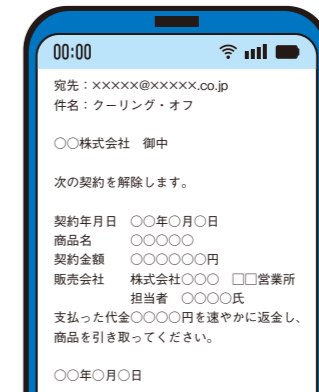 00:00
宛先：×××××@×××××.co.jp
件名：クーリング・オフ
○○株式会社　御中
次の契約を解除します。
契約年月日　○○年○月○日
商品名　○○○○○
契約金額　○○○○○○円
販売会社　株式会社○○○　□□営業所
担当者　○○○○氏
支払った代金○○○○円を速やかに返金し、
商品を引き取ってください。
○○年○月○日